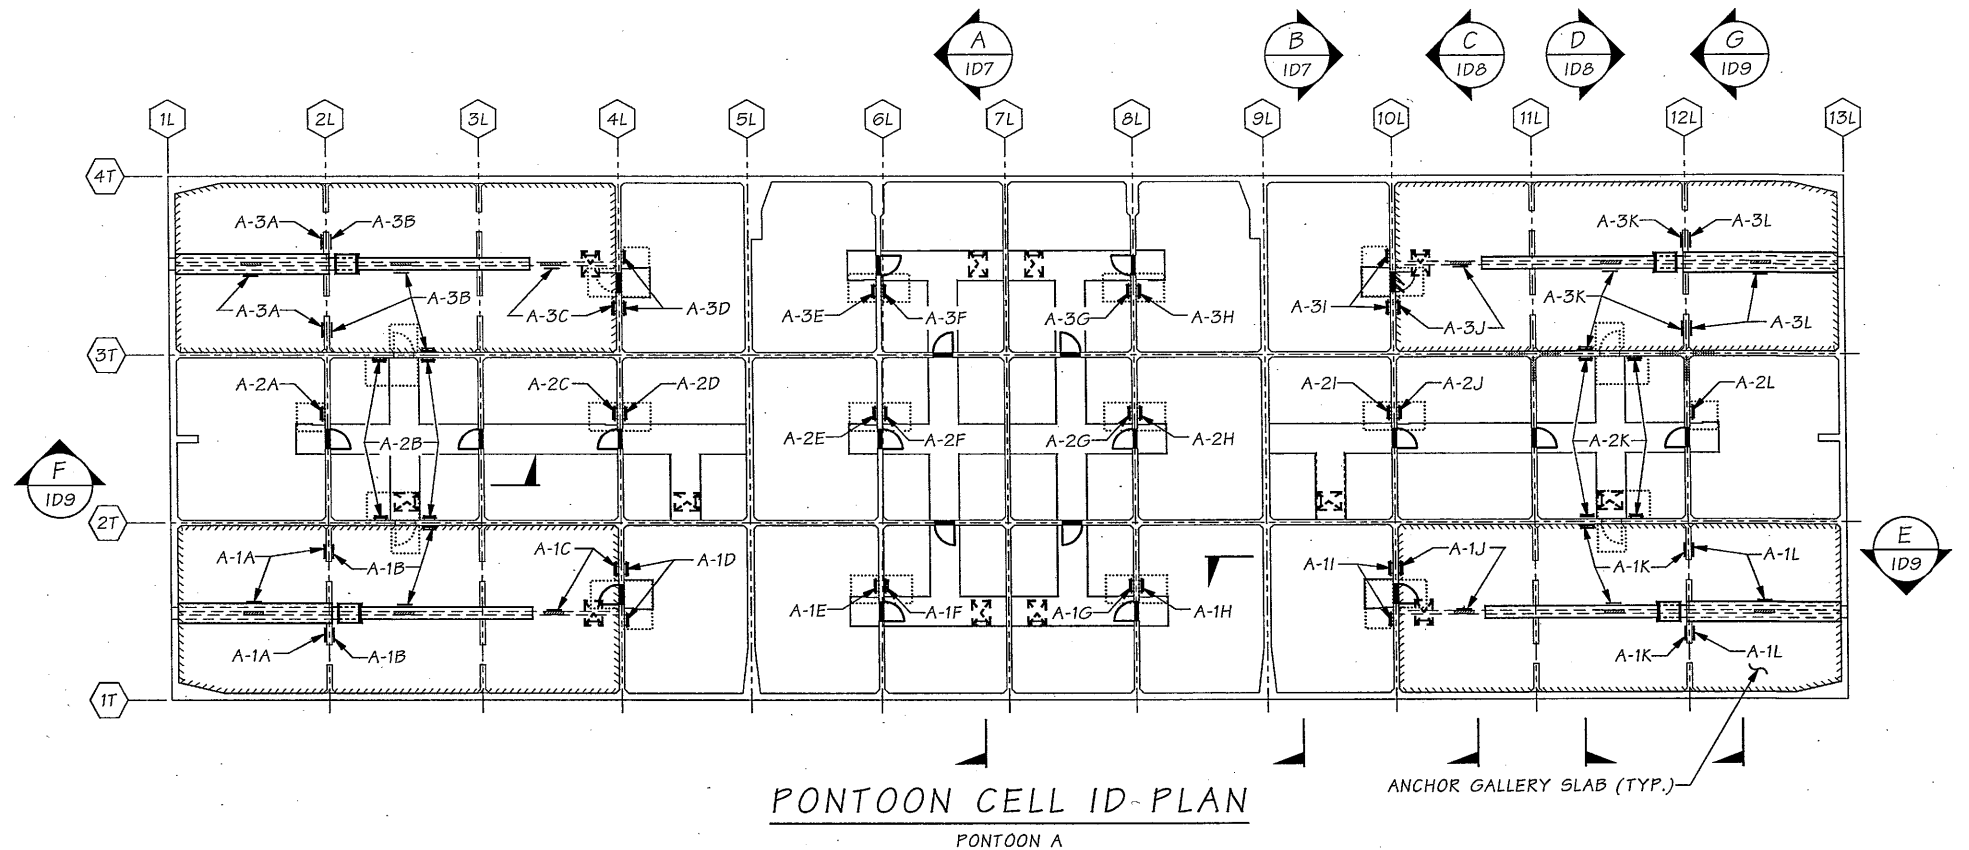 A B C D G
1D7 1D7 1D8 1D8 1D9
1L 2L 3L 4L 5L 6L 7L 8L 9L 10L 11L 12L 13L
4T
A-3A A-3B A-3K A-3L
A-3A A-3B A-3C A-3D A-3E A-3F A-3G A-3H A-3I A-3J A-3K A-3L
3T
A-2A A-2C A-2D A-2I A-2J A-2L
A-2B A-2E A-2F A-2G A-2H A-2K
F
1D9
2T
A-1A A-1B A-1C A-1D A-1I A-1J A-1K A-1L
E
1D9
A-1E A-1F A-1G A-1H
A-1A A-1B A-1K A-1L
1T
ANCHOR GALLERY SLAB (TYP.)
PONTOON CELL ID-PLAN
PONTOON A